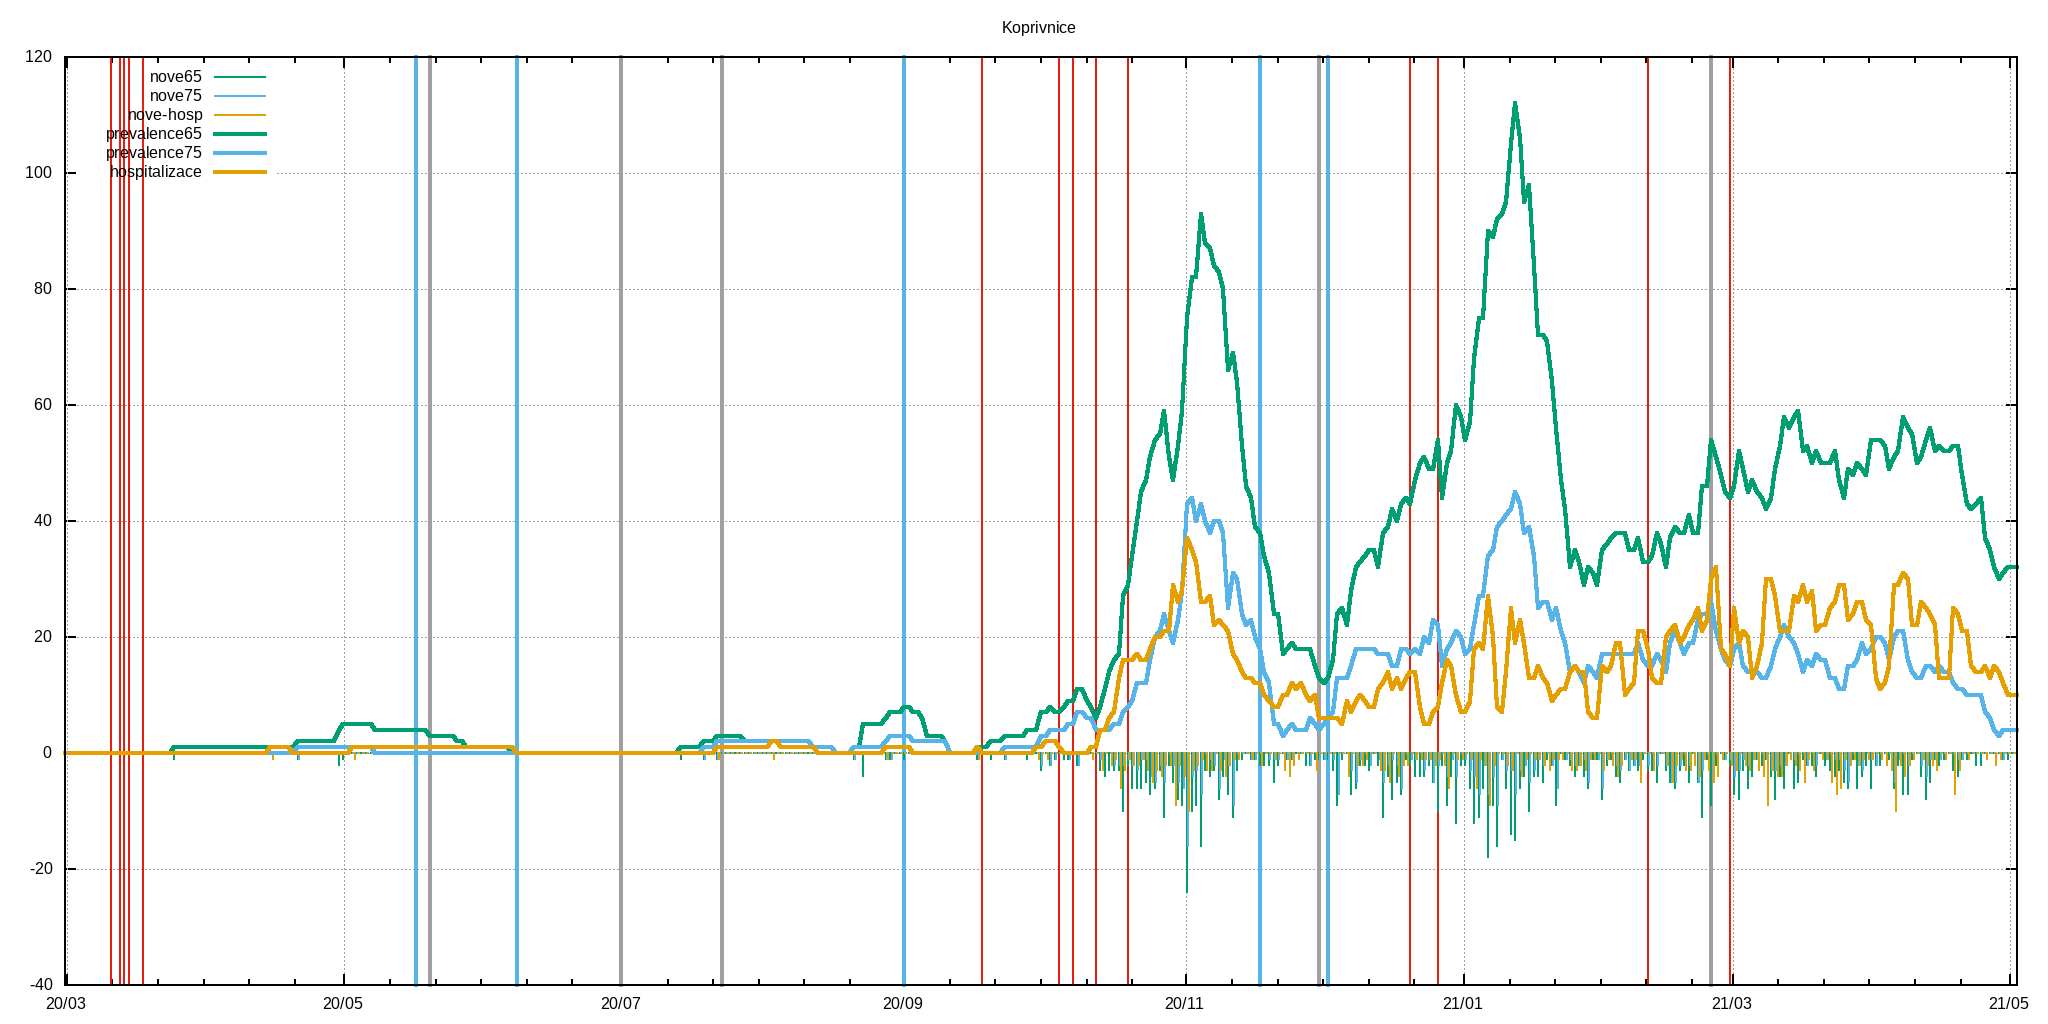 Koprivnice
120
100
80
60
40
20
0
-20
-40
nove65
nove75
nove-hosp
prevalence65
prevalence75
hospitalizace
20/03 20/05 20/07 20/09 20/11 21/01 21/03 21/05